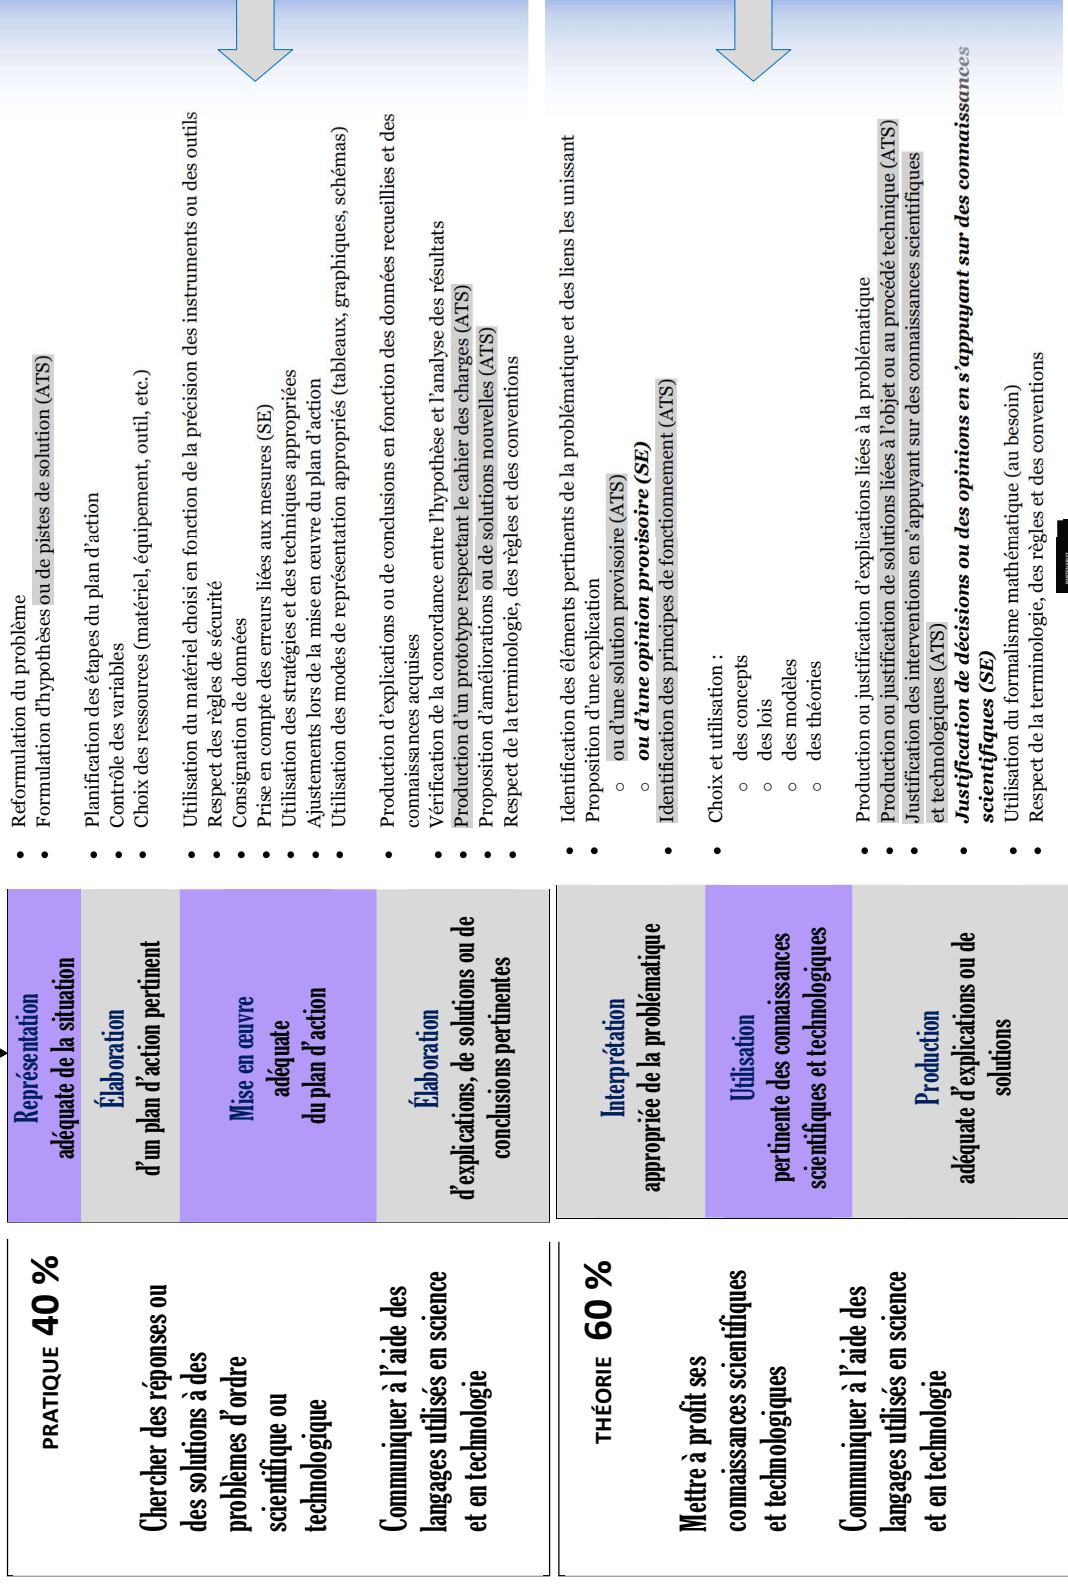 PRATIQUE 40 %
Chercher des réponses ou
des solutions à des
problèmes d'ordre
scientifique ou
technologique
Communiquer à l'aide des
langages utilisés en science
et en technologie
Représentation
adéquate de la situation
Élaboration
d'un plan d'action pertinent
Mise en œuvre
adéquate
du plan d'action
Élaboration
d'explications, de solutions ou de
conclusions pertinentes
• Reformulation du problème
• Formulation d'hypothèses ou de pistes de solution (ATS)
• Planification des étapes du plan d'action
• Contrôle des variables
• Choix des ressources (matériel, équipement, outil, etc.)
• Utilisation du matériel choisi en fonction de la précision des instruments ou des outils
• Respect des règles de sécurité
• Consignation de données
• Prise en compte des erreurs liées aux mesures (SE)
• Utilisation des stratégies et des techniques appropriées
• Ajustements lors de la mise en œuvre du plan d'action
• Utilisation des modes de représentation appropriés (tableaux, graphiques, schémas)
• Production d'explications ou de conclusions en fonction des données recueillies et des
connaissances acquises
• Vérification de la concordance entre l'hypothèse et l'analyse des résultats
• Production d'un prototype respectant le cahier des charges (ATS)
• Proposition d'améliorations ou de solutions nouvelles (ATS)
• Respect de la terminologie, des règles et des conventions
THÉORIE 60 %
Mettre à profit ses
connaissances scientifiques
et technologiques
Communiquer à l'aide des
langages utilisés en science
et en technologie
Interprétation
appropriée de la problématique
Utilisation
pertinente des connaissances
scientifiques et technologiques
Production
adéquate d'explications ou de
solutions
• Identification des éléments pertinents de la problématique et des liens les unissant
• Proposition d'une explication
○ ou d'une solution provisoire (ATS)
○ ou d'une opinion provisoire (SE)
• Identification des principes de fonctionnement (ATS)
• Choix et utilisation :
○ des concepts
○ des lois
○ des modèles
○ des théories
• Production ou justification d'explications liées à la problématique
• Production ou justification de solutions liées à l'objet ou au procédé technique (ATS)
• Justification des interventions en s'appuyant sur des connaissances scientifiques
et technologiques (ATS)
• Justification de décisions ou des opinions en s'appuyant sur des connaissances
scientifiques (SE)
• Utilisation du formalisme mathématique (au besoin)
• Respect de la terminologie, des règles et des conventions